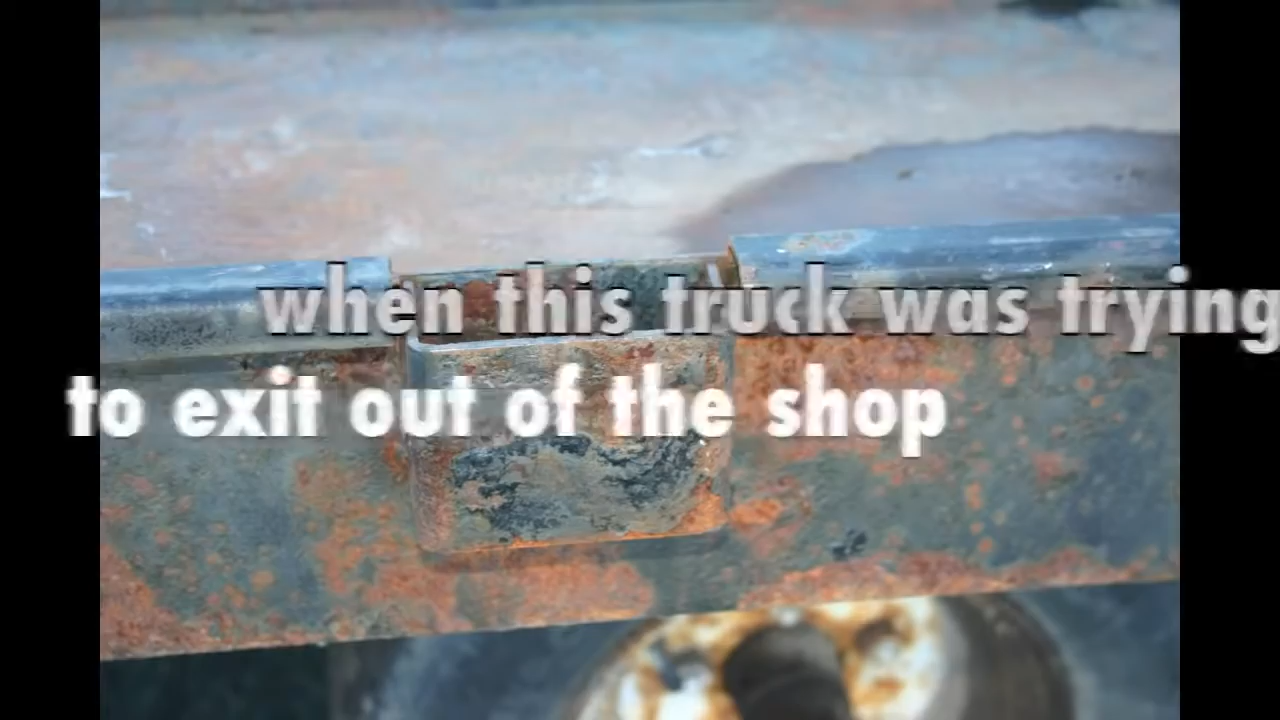 when this truck was trying
to exit out of the shop